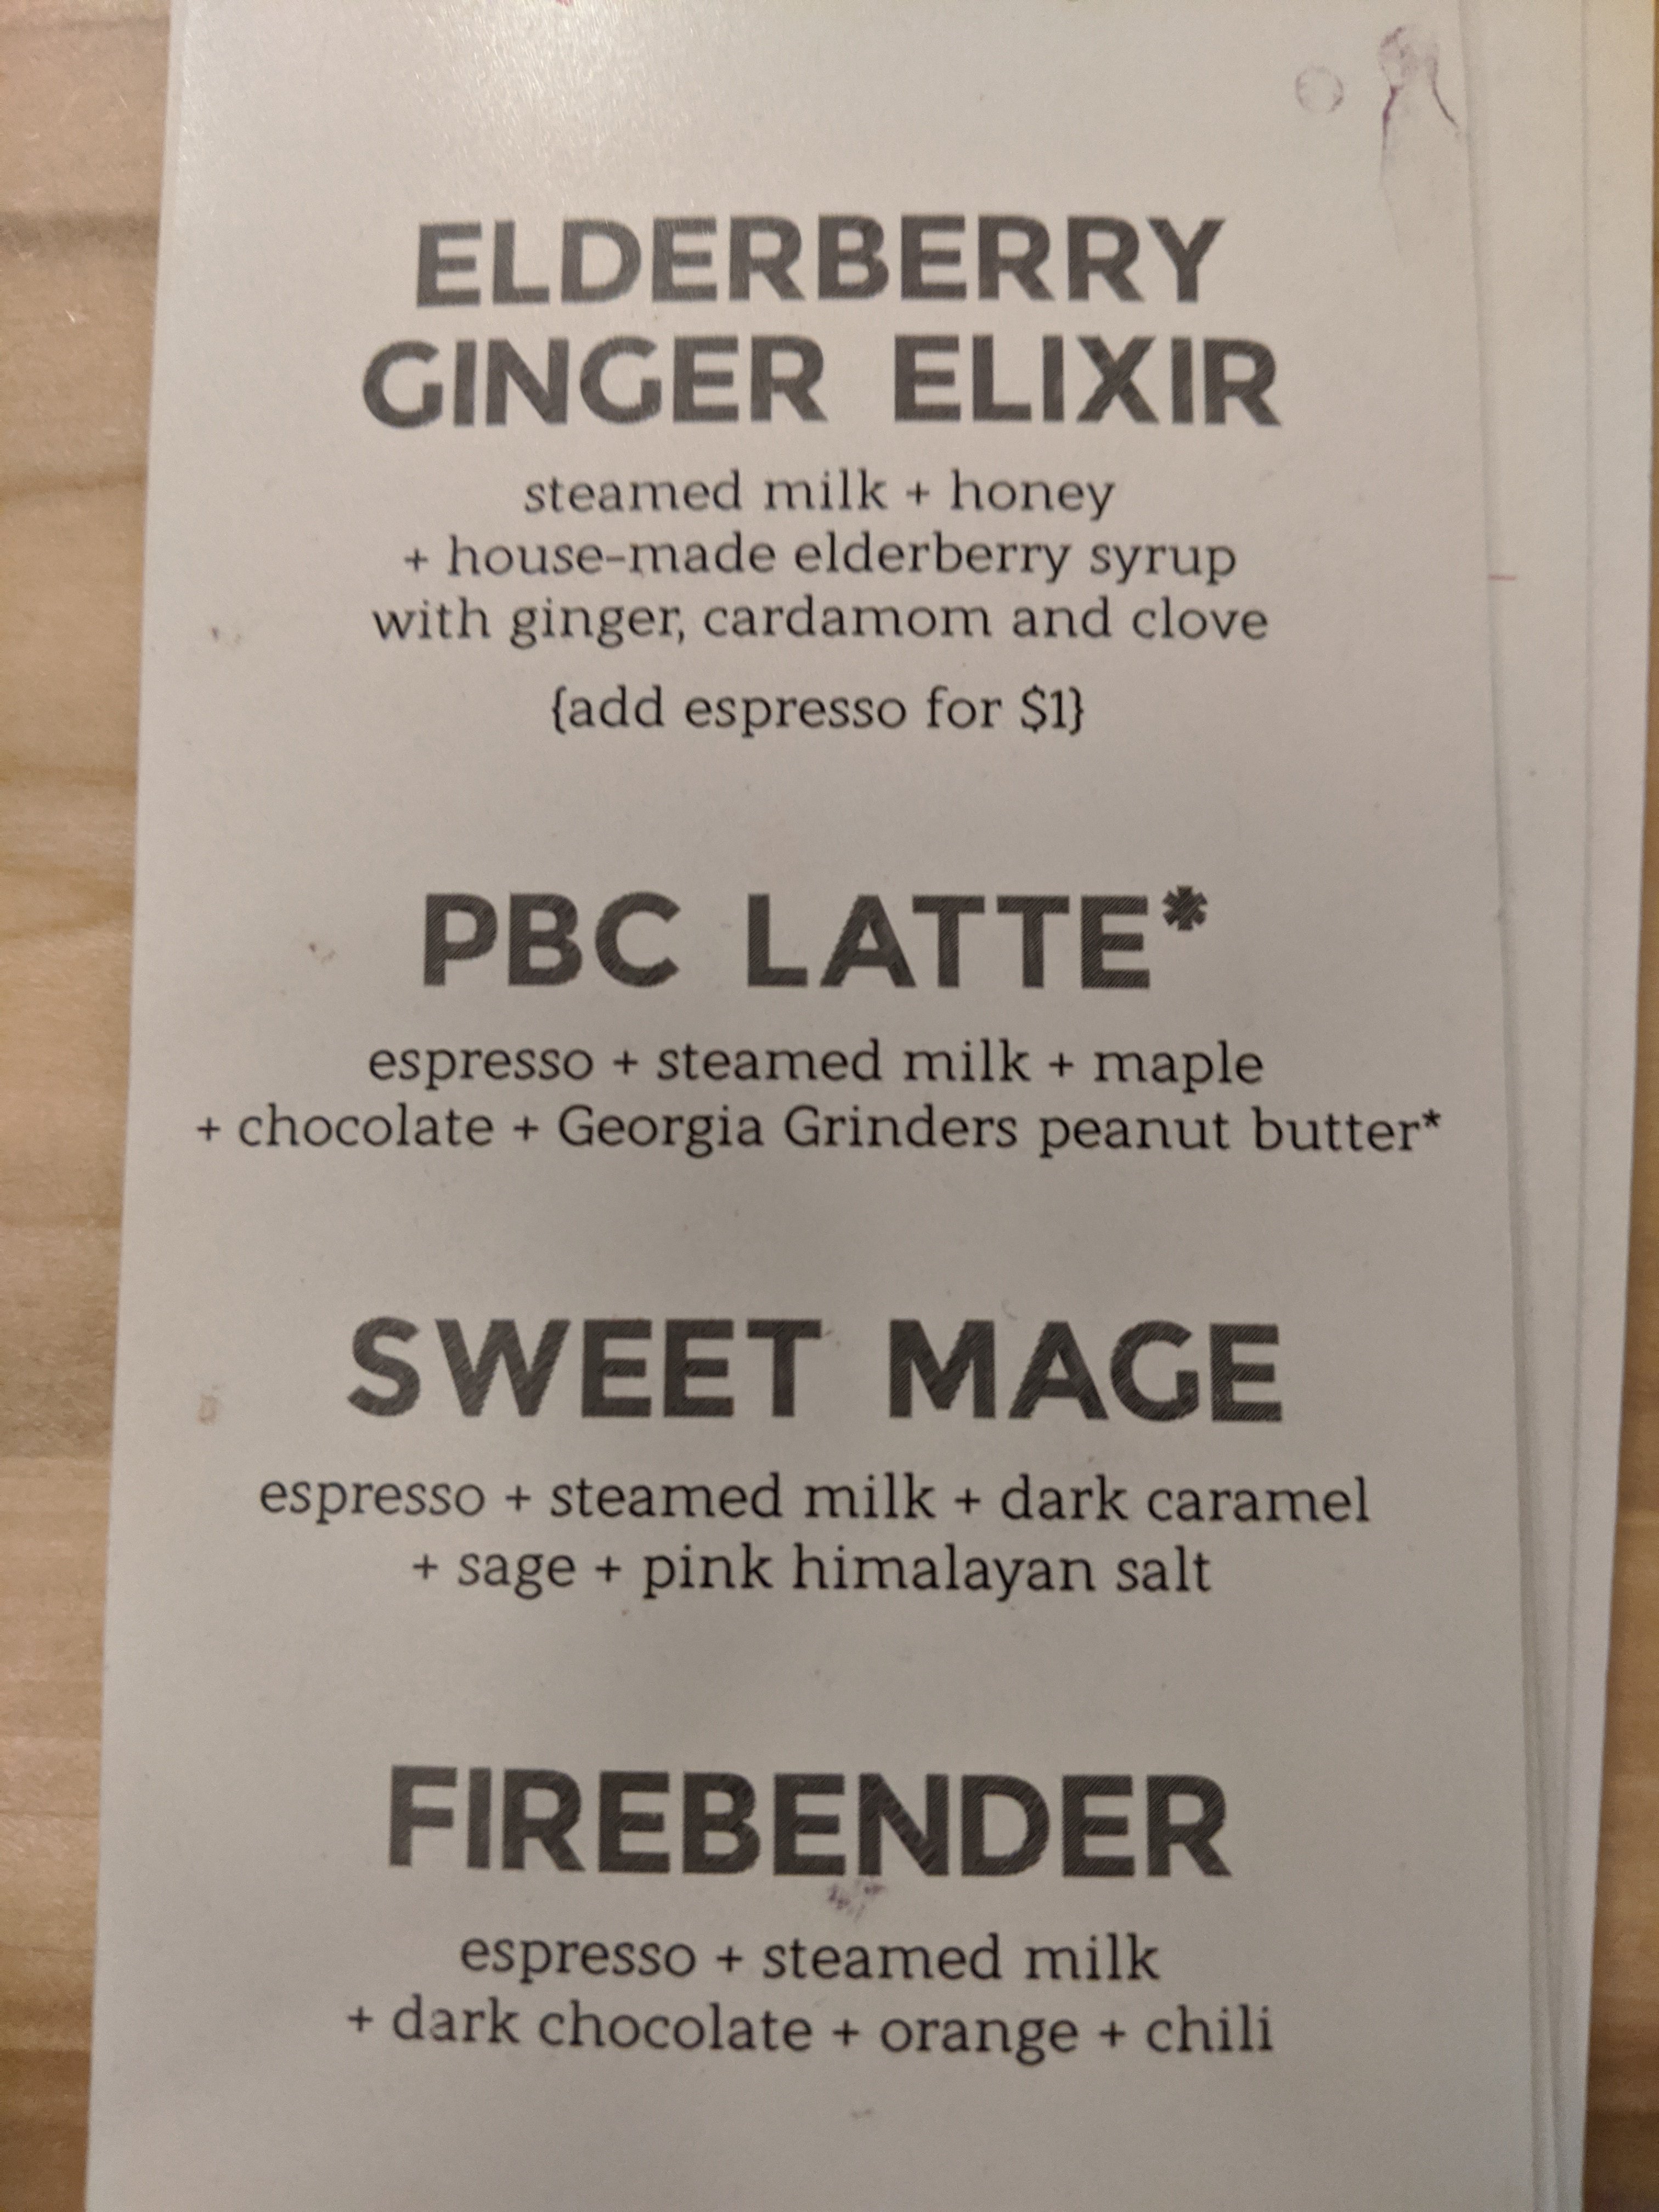 ELDERBERRY
GINGER ELIXIR
steamed milk + honey
+ house-made elderberry syrup
with ginger, cardamom and clove
{add espresso for $1}
PBC LATTE*
espresso + steamed milk + maple
+ chocolate + Georgia Grinders peanut butter*
SWEET MAGE
espresso + steamed milk + dark caramel
+ sage + pink himalayan salt
FIREBENDER
espresso + steamed milk
+ dark chocolate + orange + chili